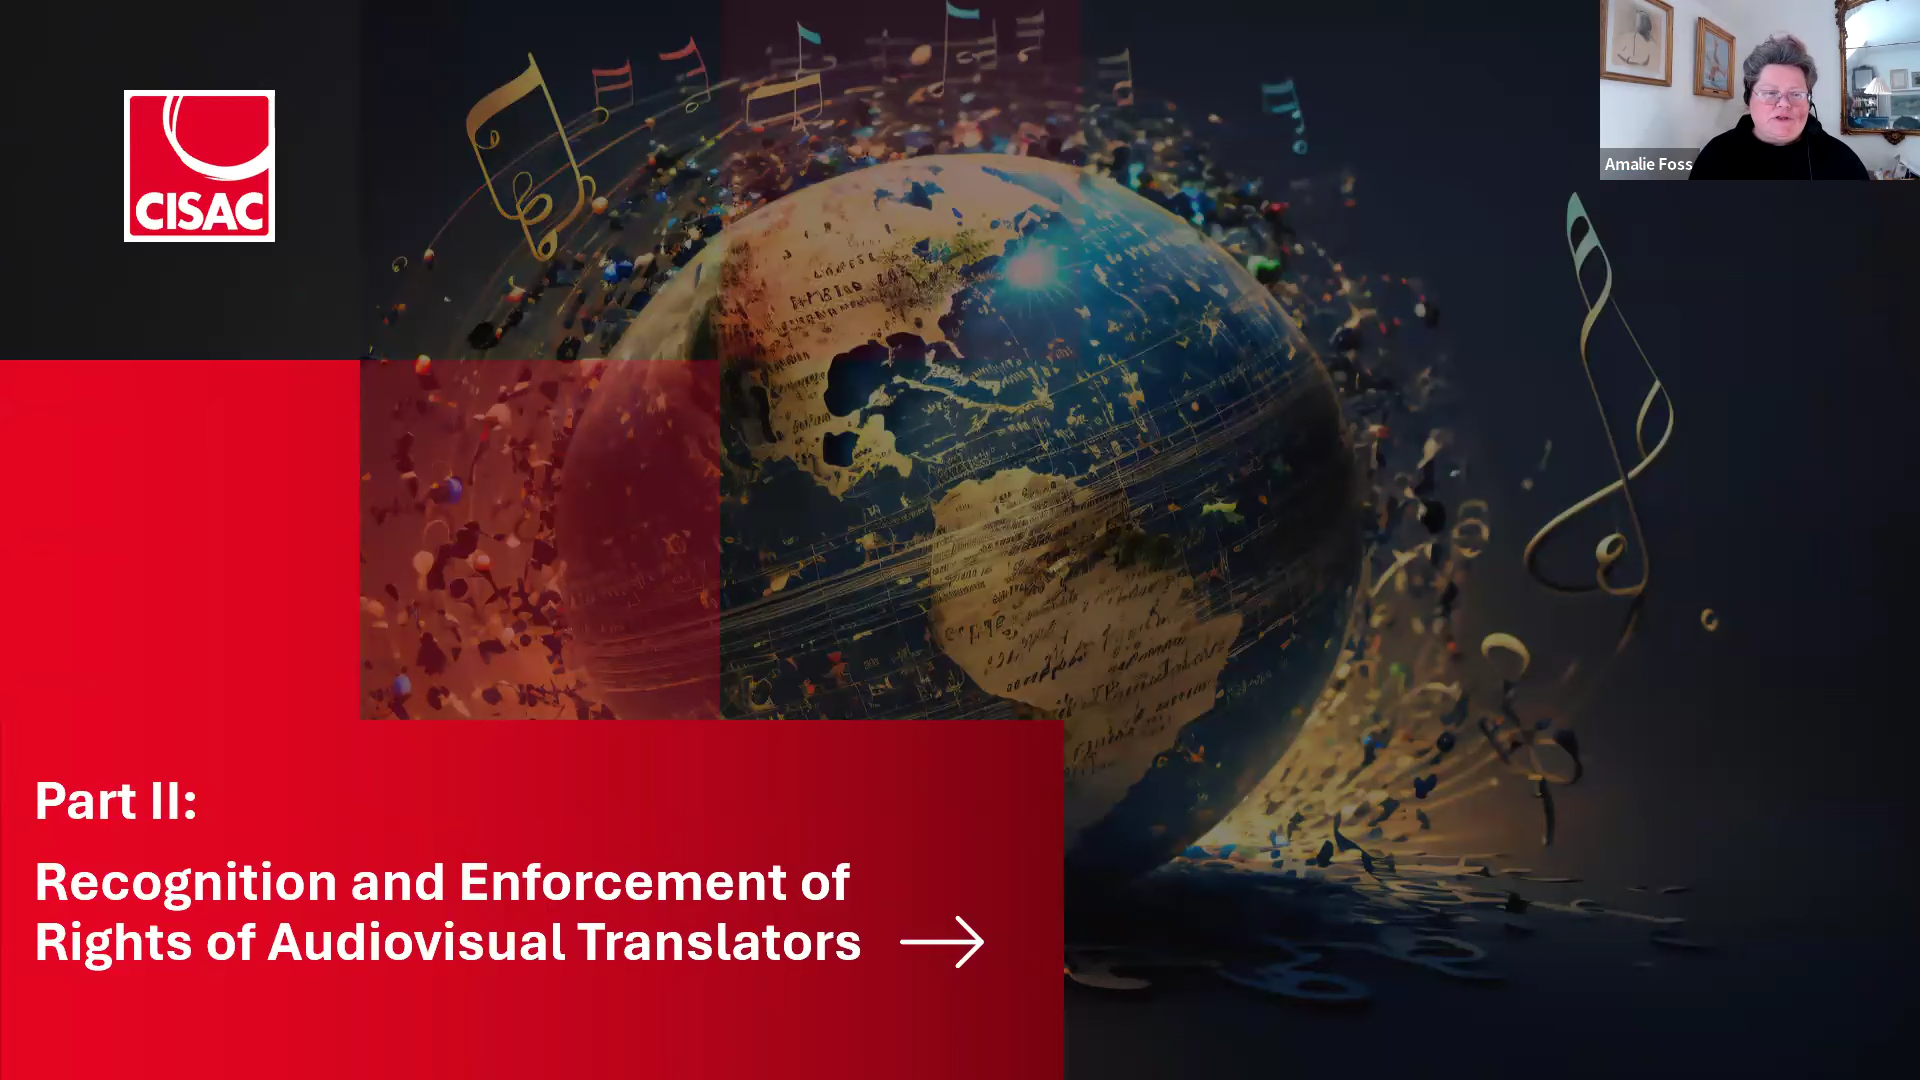 CISAC
Amalie Foss
Part II:
Recognition and Enforcement of
Rights of Audiovisual Translators